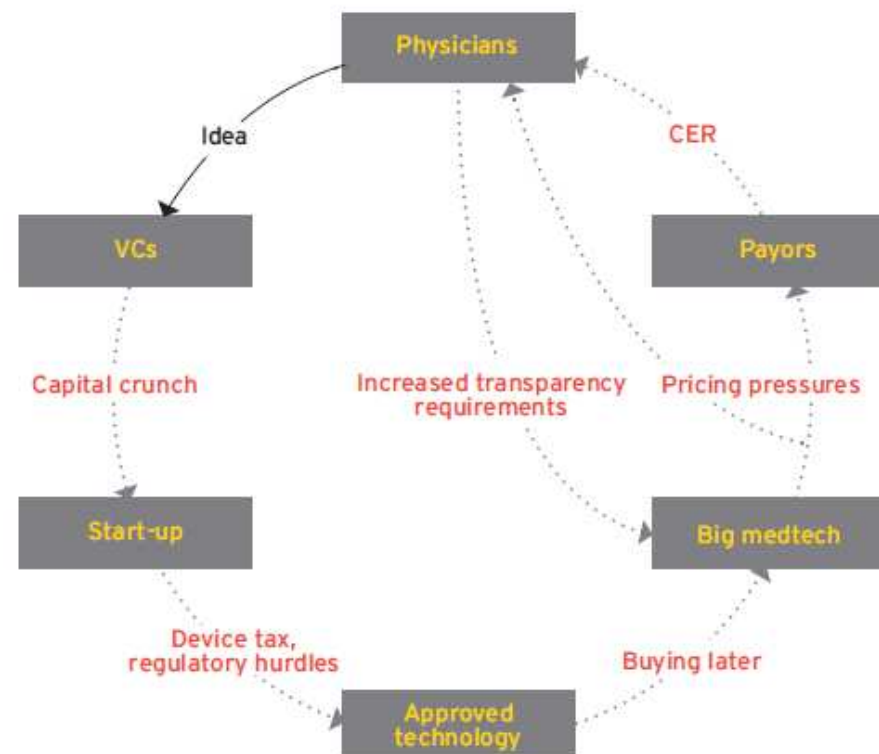 Physicians
Idea
CER
VCs
Payors
Capital crunch
Increased transparency
requirements
Pricing pressures
Start-up
Big medtech
Device tax,
regulatory hurdles
Buying later
Approved
technology